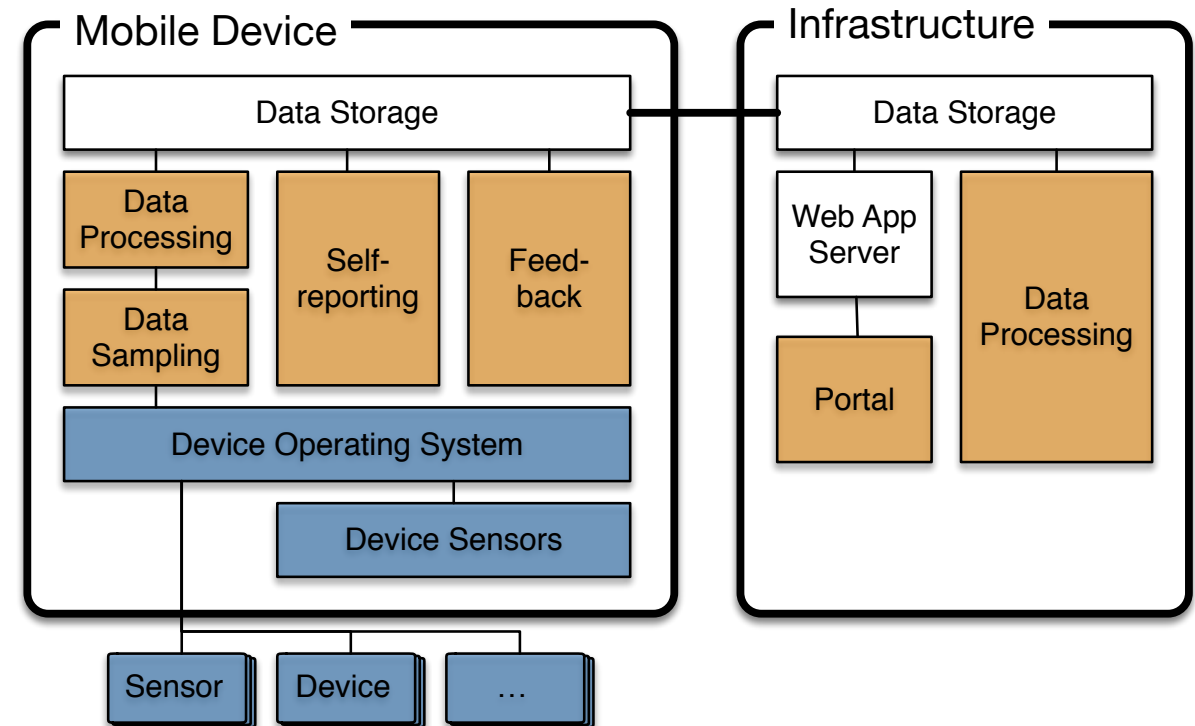 Mobile Device
Infrastructure
Data Storage
Data Storage
Data
Processing
Self-
reporting
Feed-
back
Data
Sampling
Web App
Server
Data
Processing
Portal
Device Operating System
Device Sensors
Sensor
Device
...